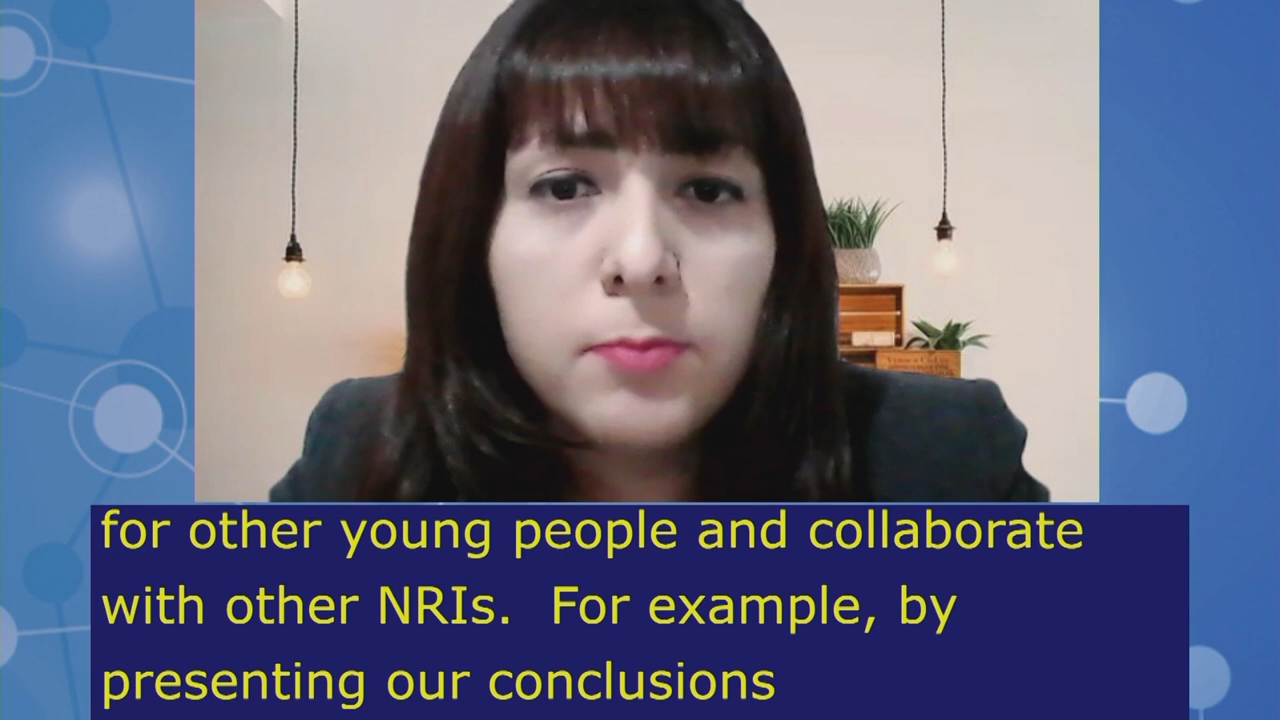 for other young people and collaborate
with other NRIs.  For example, by
presenting our conclusions